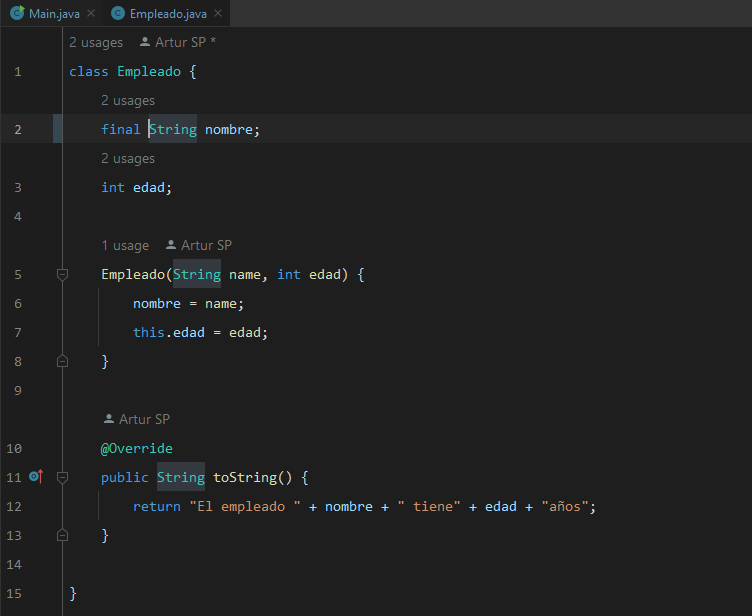 Main.java Empleado.java
2 usages Artur SP *
1 class Empleado {
2 usages
2 final String nombre;
2 usages
3 int edad;
4
1 usage Artur SP
5 Empleado(String name, int edad) {
6 nombre = name;
7 this.edad = edad;
8 }
9
Artur SP
10 @Override
11 public String toString() {
12 return "El empleado " + nombre + " tiene" + edad + "años";
13 }
14
15 }